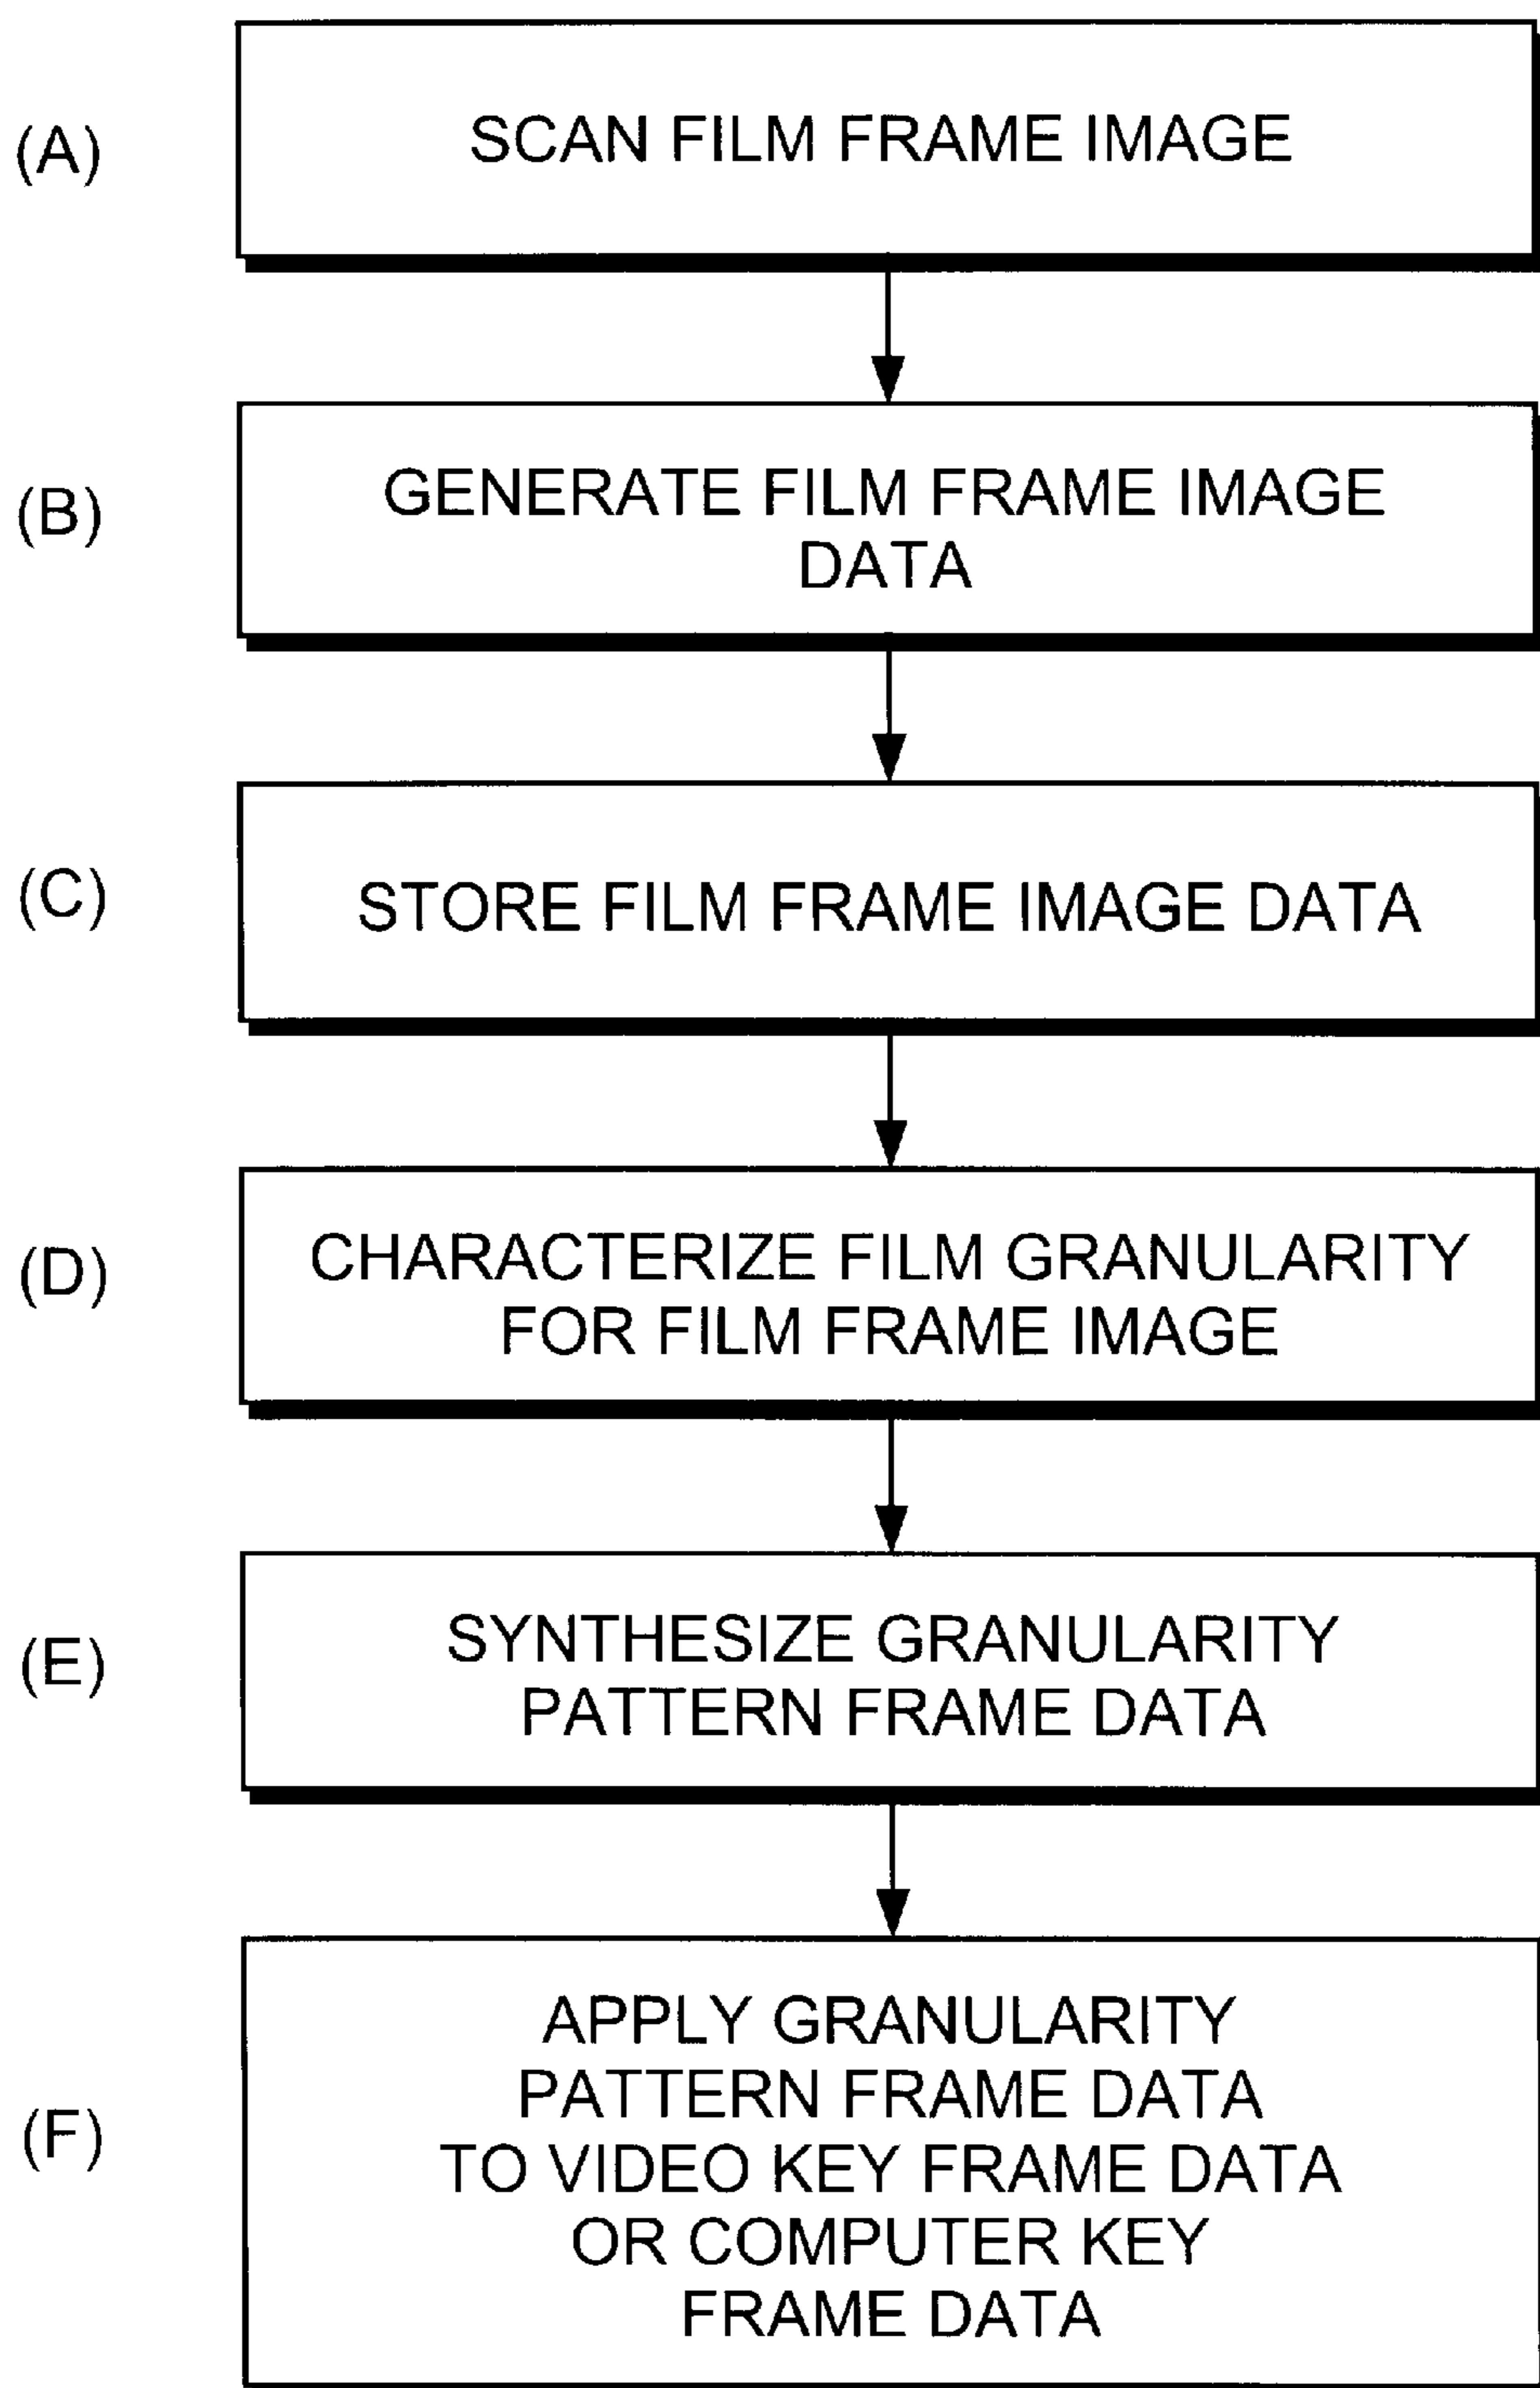 (A)
SCAN FILM FRAME IMAGE
(B)
GENERATE FILM FRAME IMAGE
DATA
(C)
STORE FILM FRAME IMAGE DATA
(D)
CHARACTERIZE FILM GRANULARITY
FOR FILM FRAME IMAGE
(E)
SYNTHESIZE GRANULARITY
PATTERN FRAME DATA
(F)
APPLY GRANULARITY
PATTERN FRAME DATA
TO VIDEO KEY FRAME DATA
OR COMPUTER KEY
FRAME DATA